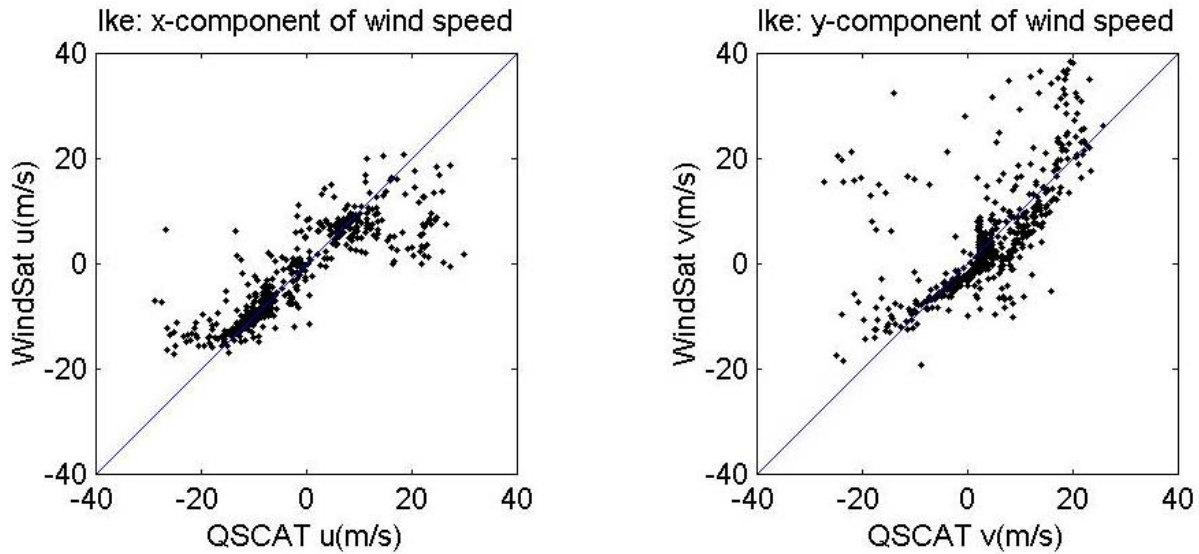 Ike: x-component of wind speed
40
20
0
-20
-40
WindSat u(m/s)
-40 -20 0 20 40
QSCAT u(m/s)
Ike: y-component of wind speed
40
20
0
-20
-40
WindSat v(m/s)
-40 -20 0 20 40
QSCAT v(m/s)